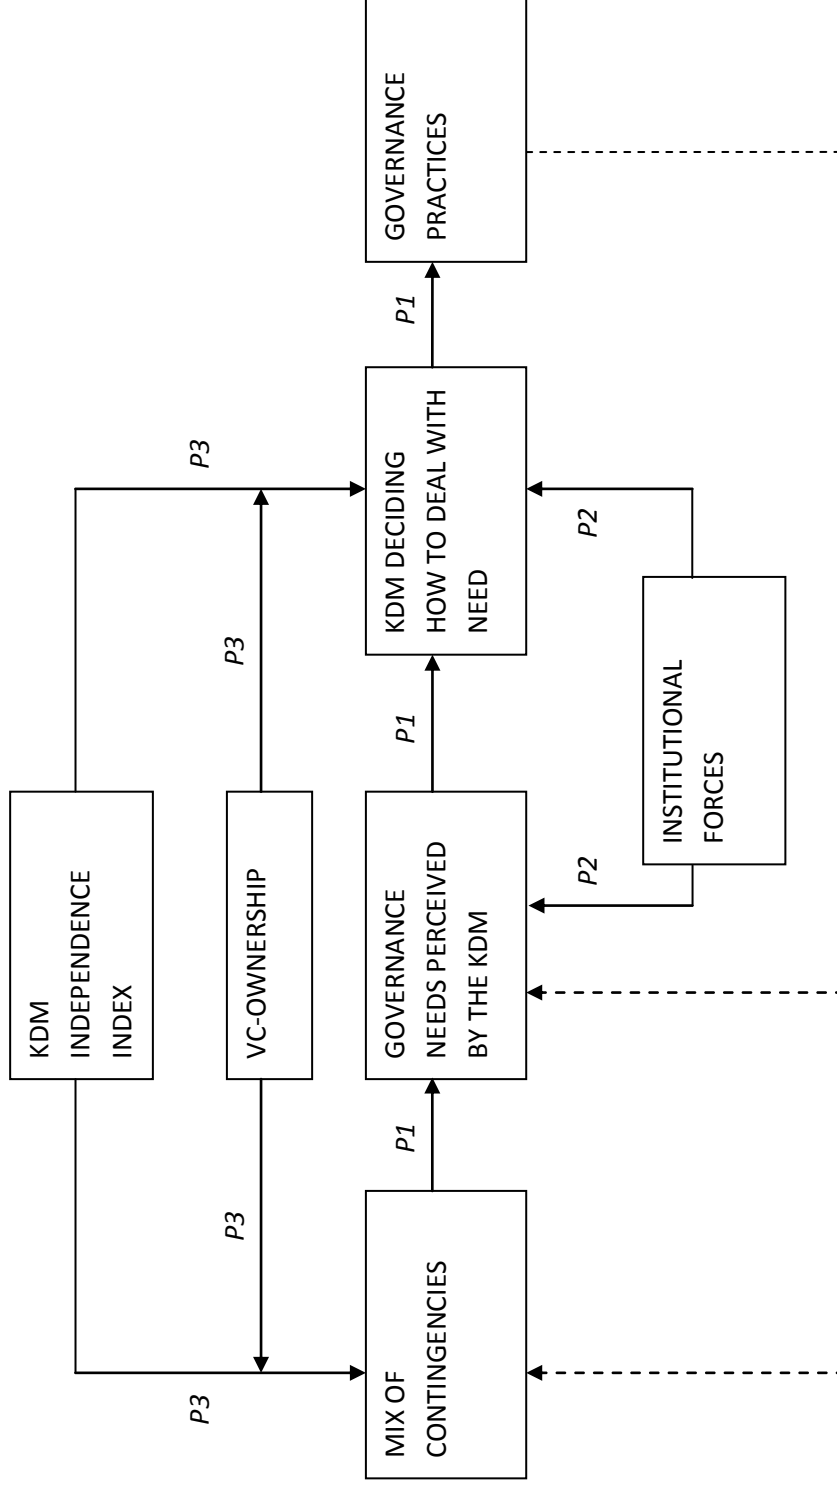 KDM
INDEPENDENCE
INDEX
P3
P3
P3
VC-OWNERSHIP
P3
MIX OF
CONTINGENCIES
P1
GOVERNANCE
NEEDS PERCEIVED
BY THE KDM
P1
KDM DECIDING
HOW TO DEAL WITH
NEED
P1
GOVERNANCE
PRACTICES
P2
P2
INSTITUTIONAL
FORCES